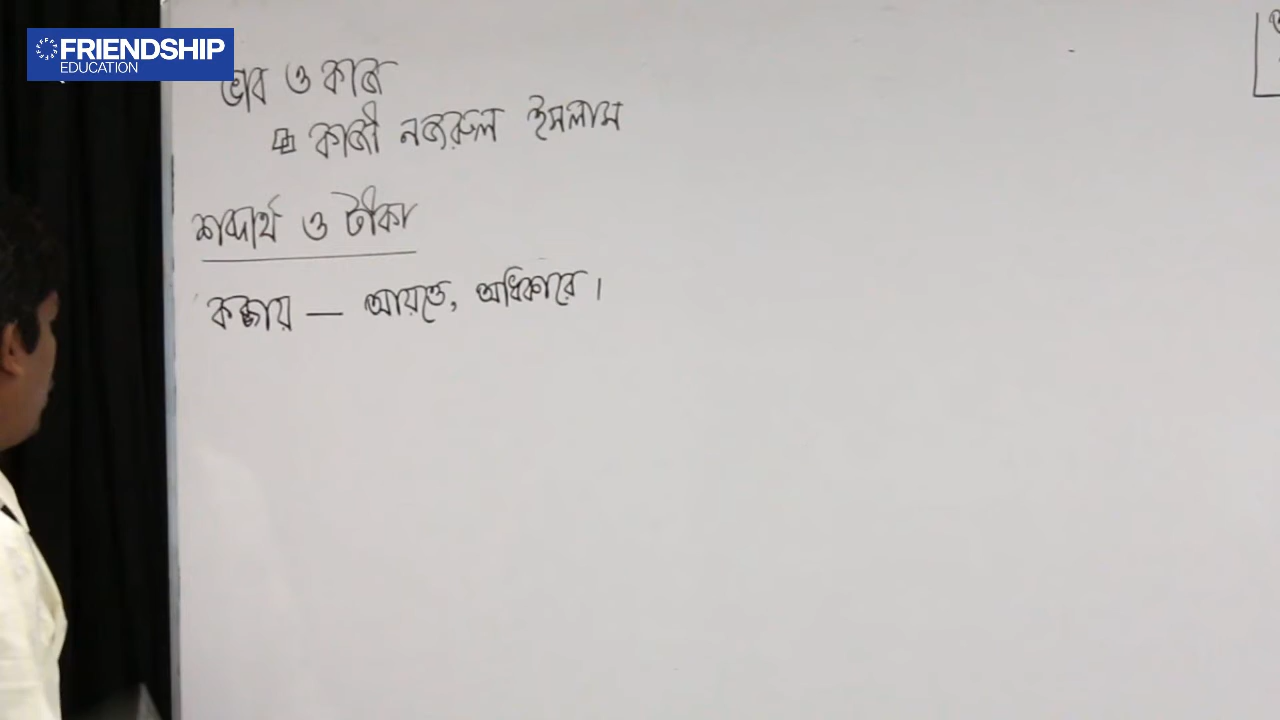 FRIENDSHIP
EDUCATION
ভাব ও কাজ
কাজী নজরুল ইসলাম
শব্দার্থ ও টীকা
কব্জায় — আয়ত্তে, অধিকারে।